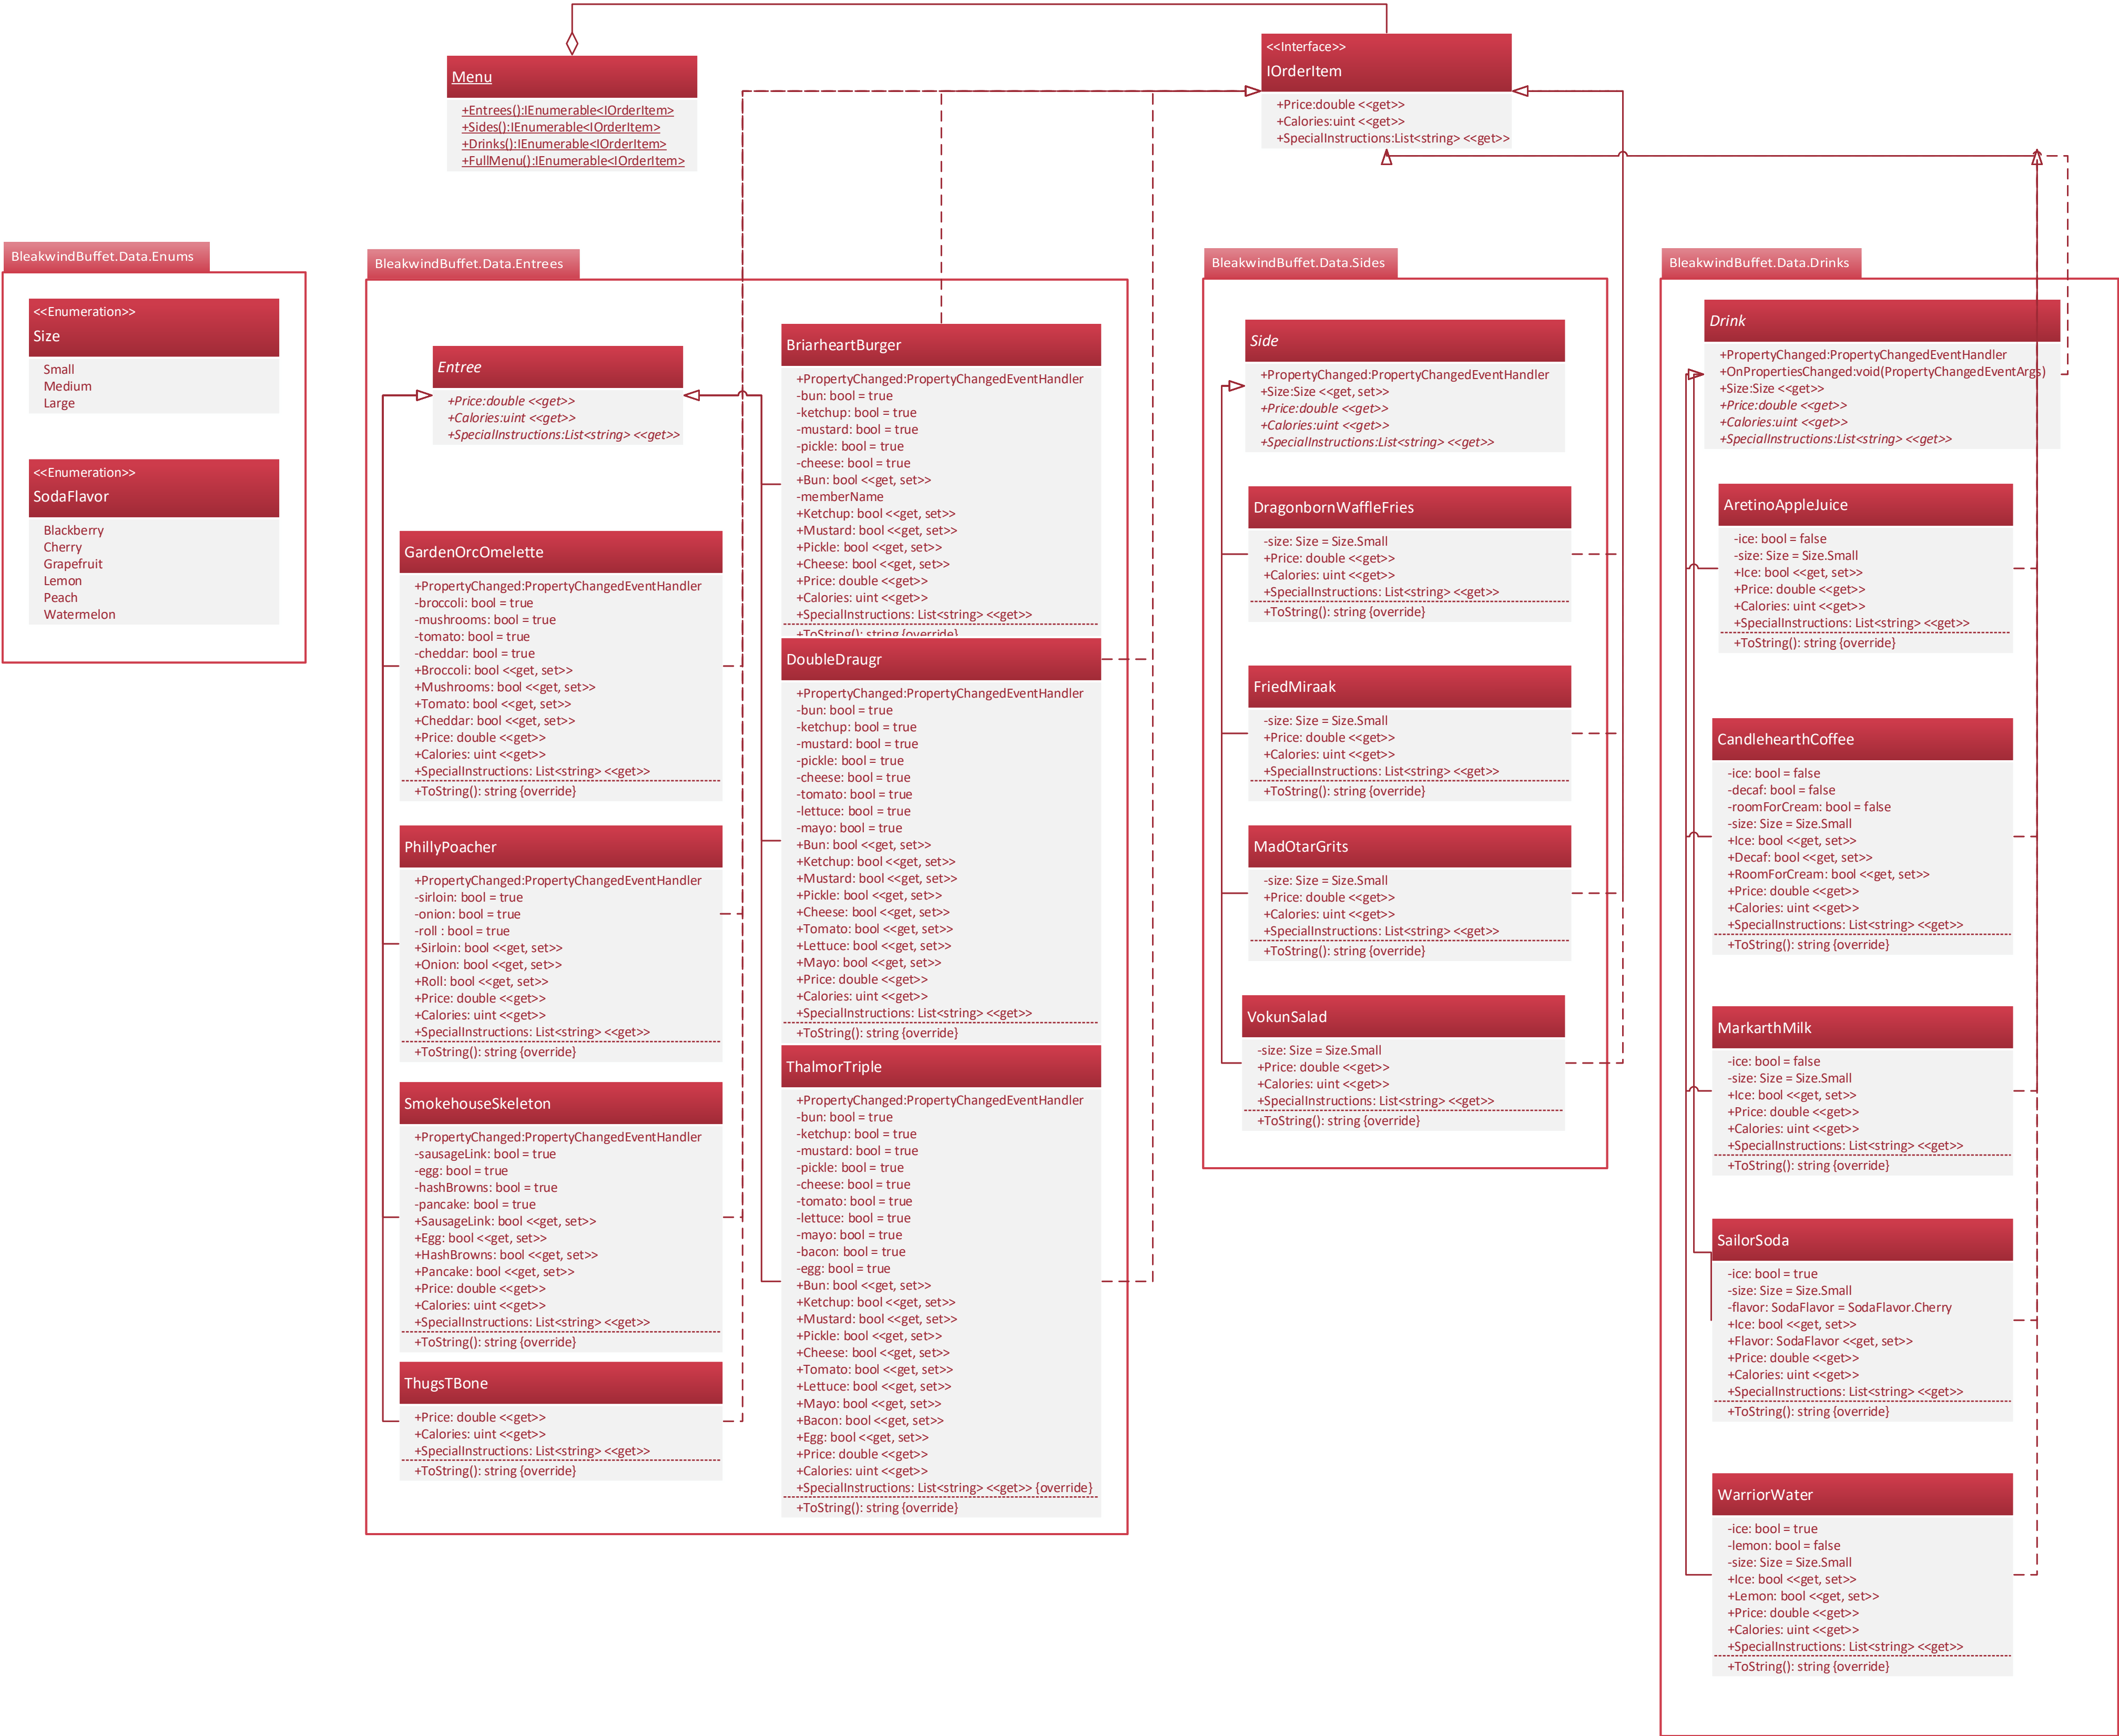 Menu
+Entrees():IEnumerable<IOrderItem>
+Sides():IEnumerable<IOrderItem>
+Drinks():IEnumerable<IOrderItem>
+FullMenu():IEnumerable<IOrderItem>
<<Interface>>
IOrderItem
+Price:double <<get>>
+Calories:uint <<get>>
+SpecialInstructions:List<string> <<get>>
BleakwindBuffet.Data.Enums
<<Enumeration>>
Size
Small
Medium
Large
<<Enumeration>>
SodaFlavor
Blackberry
Cherry
Grapefruit
Lemon
Peach
Watermelon
BleakwindBuffet.Data.Entrees
Entree
+Price:double <<get>>
+Calories:uint <<get>>
+SpecialInstructions:List<string> <<get>>
GardenOrcOmelette
+PropertyChanged:PropertyChangedEventHandler
-broccoli: bool = true
-mushrooms: bool = true
-tomato: bool = true
-cheddar: bool = true
+Broccoli: bool <<get, set>>
+Mushrooms: bool <<get, set>>
+Tomato: bool <<get, set>>
+Cheddar: bool <<get, set>>
+Price: double <<get>>
+Calories: uint <<get>>
+SpecialInstructions: List<string> <<get>>
+ToString(): string {override}
PhillyPoacher
+PropertyChanged:PropertyChangedEventHandler
-sirloin: bool = true
-onion: bool = true
-roll : bool = true
+Sirloin: bool <<get, set>>
+Onion: bool <<get, set>>
+Roll: bool <<get, set>>
+Price: double <<get>>
+Calories: uint <<get>>
+SpecialInstructions: List<string> <<get>>
+ToString(): string {override}
SmokehouseSkeleton
+PropertyChanged:PropertyChangedEventHandler
-sausageLink: bool = true
-egg: bool = true
-hashBrowns: bool = true
-pancake: bool = true
+SausageLink: bool <<get, set>>
+Egg: bool <<get, set>>
+HashBrowns: bool <<get, set>>
+Pancake: bool <<get, set>>
+Price: double <<get>>
+Calories: uint <<get>>
+SpecialInstructions: List<string> <<get>>
+ToString(): string {override}
ThugsTBone
+Price: double <<get>>
+Calories: uint <<get>>
+SpecialInstructions: List<string> <<get>>
+ToString(): string {override}
BriarheartBurger
+PropertyChanged:PropertyChangedEventHandler
-bun: bool = true
-ketchup: bool = true
-mustard: bool = true
-pickle: bool = true
-cheese: bool = true
+Bun: bool <<get, set>>
-memberName
+Ketchup: bool <<get, set>>
+Mustard: bool <<get, set>>
+Pickle: bool <<get, set>>
+Cheese: bool <<get, set>>
+Price: double <<get>>
+Calories: uint <<get>>
+SpecialInstructions: List<string> <<get>>
+ToString(): string {override}
DoubleDraugr
+PropertyChanged:PropertyChangedEventHandler
-bun: bool = true
-ketchup: bool = true
-mustard: bool = true
-pickle: bool = true
-cheese: bool = true
-tomato: bool = true
-lettuce: bool = true
-mayo: bool = true
+Bun: bool <<get, set>>
+Ketchup: bool <<get, set>>
+Mustard: bool <<get, set>>
+Pickle: bool <<get, set>>
+Cheese: bool <<get, set>>
+Tomato: bool <<get, set>>
+Lettuce: bool <<get, set>>
+Mayo: bool <<get, set>>
+Price: double <<get>>
+Calories: uint <<get>>
+SpecialInstructions: List<string> <<get>>
+ToString(): string {override}
ThalmorTriple
+PropertyChanged:PropertyChangedEventHandler
-bun: bool = true
-ketchup: bool = true
-mustard: bool = true
-pickle: bool = true
-cheese: bool = true
-tomato: bool = true
-lettuce: bool = true
-mayo: bool = true
-bacon: bool = true
-egg: bool = true
+Bun: bool <<get, set>>
+Ketchup: bool <<get, set>>
+Mustard: bool <<get, set>>
+Pickle: bool <<get, set>>
+Cheese: bool <<get, set>>
+Tomato: bool <<get, set>>
+Lettuce: bool <<get, set>>
+Mayo: bool <<get, set>>
+Bacon: bool <<get, set>>
+Egg: bool <<get, set>>
+Price: double <<get>>
+Calories: uint <<get>>
+SpecialInstructions: List<string> <<get>> {override}
+ToString(): string {override}
BleakwindBuffet.Data.Sides
Side
+PropertyChanged:PropertyChangedEventHandler
+Size:Size <<get, set>>
+Price:double <<get>>
+Calories:uint <<get>>
+SpecialInstructions:List<string> <<get>>
DragonbornWaffleFries
-size: Size = Size.Small
+Price: double <<get>>
+Calories: uint <<get>>
+SpecialInstructions: List<string> <<get>>
+ToString(): string {override}
FriedMiraak
-size: Size = Size.Small
+Price: double <<get>>
+Calories: uint <<get>>
+SpecialInstructions: List<string> <<get>>
+ToString(): string {override}
MadOtarGrits
-size: Size = Size.Small
+Price: double <<get>>
+Calories: uint <<get>>
+SpecialInstructions: List<string> <<get>>
+ToString(): string {override}
VokunSalad
-size: Size = Size.Small
+Price: double <<get>>
+Calories: uint <<get>>
+SpecialInstructions: List<string> <<get>>
+ToString(): string {override}
BleakwindBuffet.Data.Drinks
Drink
+PropertyChanged:PropertyChangedEventHandler
+OnPropertiesChanged:void(PropertyChangedEventArgs)
+Size:Size <<get>>
+Price:double <<get>>
+Calories:uint <<get>>
+SpecialInstructions:List<string> <<get>>
AretinoAppleJuice
-ice: bool = false
-size: Size = Size.Small
+Ice: bool <<get, set>>
+Price: double <<get>>
+Calories: uint <<get>>
+SpecialInstructions: List<string> <<get>>
+ToString(): string {override}
CandlehearthCoffee
-ice: bool = false
-decaf: bool = false
-roomForCream: bool = false
-size: Size = Size.Small
+Ice: bool <<get, set>>
+Decaf: bool <<get, set>>
+RoomForCream: bool <<get, set>>
+Price: double <<get>>
+Calories: uint <<get>>
+SpecialInstructions: List<string> <<get>>
+ToString(): string {override}
MarkarthMilk
-ice: bool = false
-size: Size = Size.Small
+Ice: bool <<get, set>>
+Price: double <<get>>
+Calories: uint <<get>>
+SpecialInstructions: List<string> <<get>>
+ToString(): string {override}
SailorSoda
-ice: bool = true
-size: Size = Size.Small
-flavor: SodaFlavor = SodaFlavor.Cherry
+Ice: bool <<get, set>>
+Flavor: SodaFlavor <<get, set>>
+Price: double <<get>>
+Calories: uint <<get>>
+SpecialInstructions: List<string> <<get>>
+ToString(): string {override}
WarriorWater
-ice: bool = true
-lemon: bool = false
-size: Size = Size.Small
+Ice: bool <<get, set>>
+Lemon: bool <<get, set>>
+Price: double <<get>>
+Calories: uint <<get>>
+SpecialInstructions: List<string> <<get>>
+ToString(): string {override}